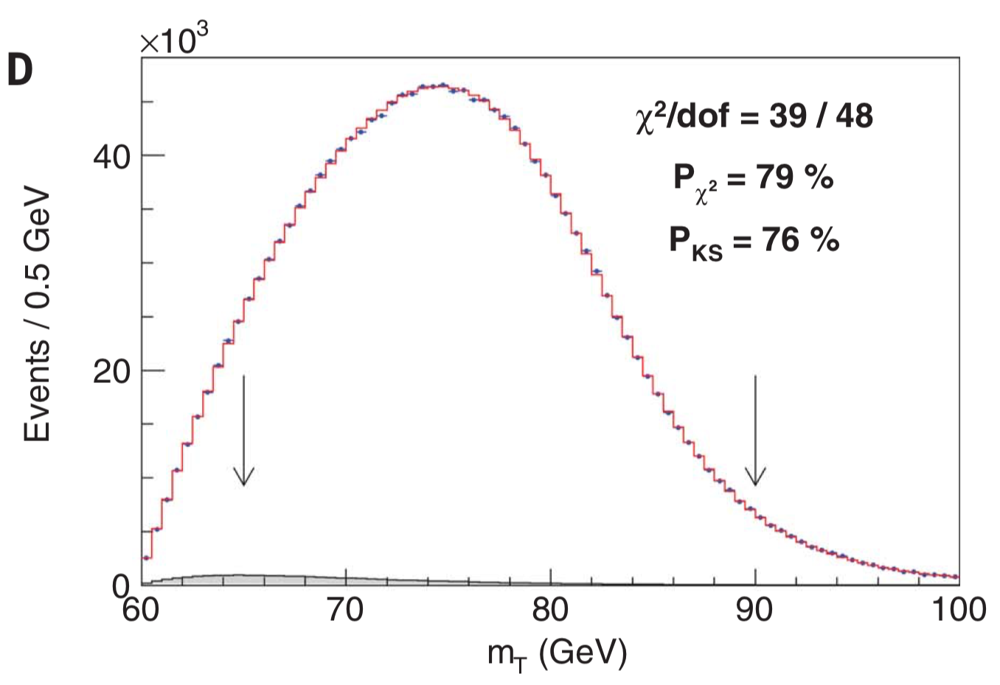 D
×10³
χ²/dof = 39 / 48
P_χ² = 79 %
P_KS = 76 %
Events / 0.5 GeV
40
20
0
60 70 80 90 100
m_T (GeV)